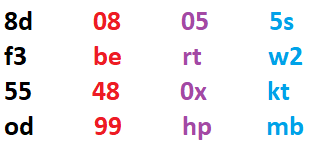 8d 08 05 5s
f3 be rt w2
55 48 0x kt
od 99 hp mb